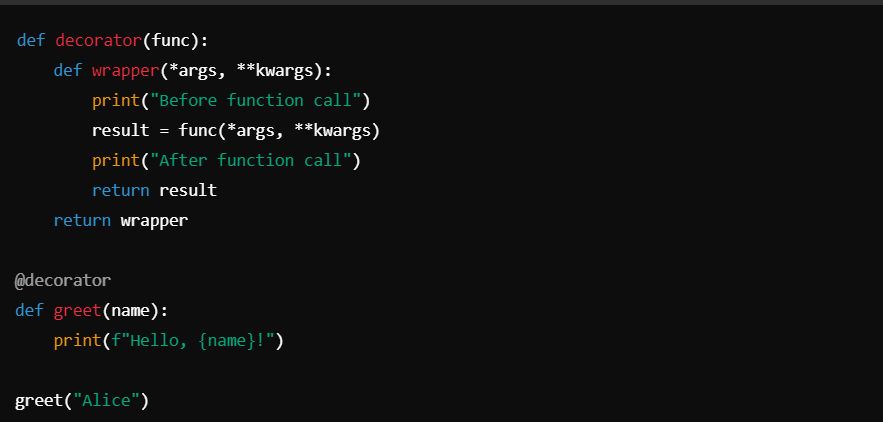 def decorator(func):
    def wrapper(*args, **kwargs):
        print("Before function call")
        result = func(*args, **kwargs)
        print("After function call")
        return result
    return wrapper

@decorator
def greet(name):
    print(f"Hello, {name}!")

greet("Alice")